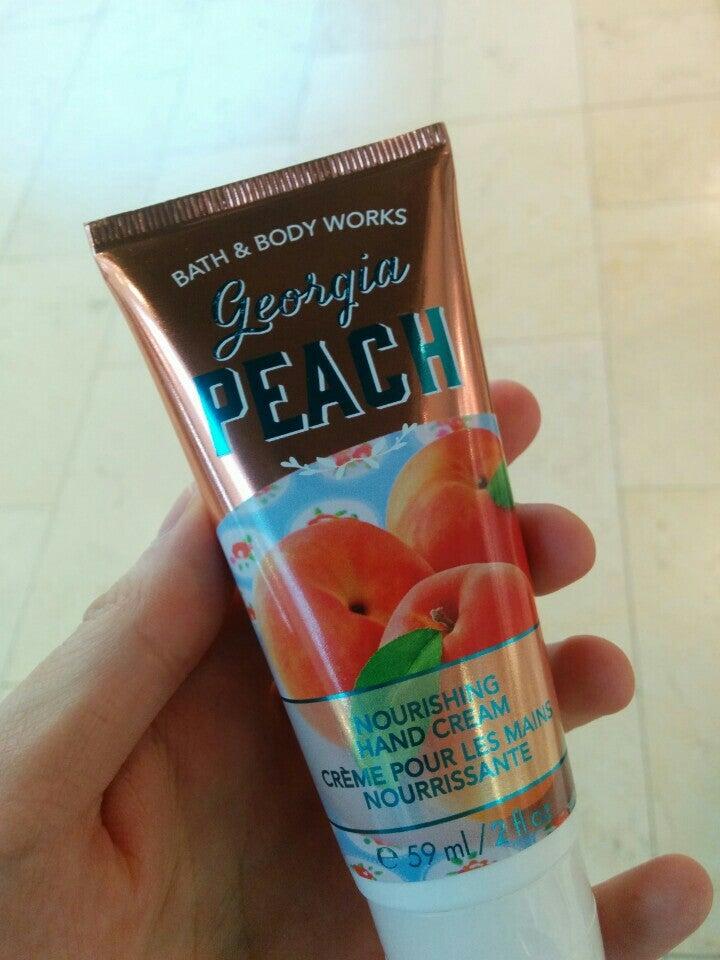 BATH & BODY WORKS
Georgia
PEACH
NOURISHING
HAND CREAM
CRÈME POUR LES MAINS
NOURRISSANTE
℮ 59 mL / 2 fl oz